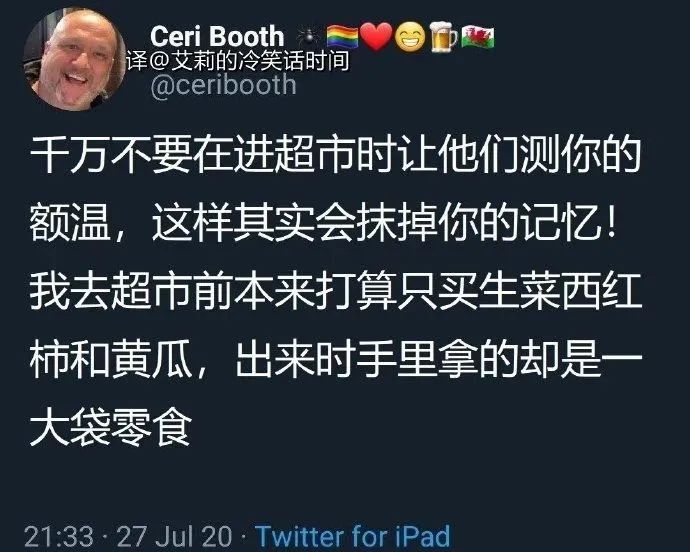 Ceri Booth 🕷️🏳️‍🌈❤️😁🍺🏴󠁧󠁢󠁷󠁬󠁳󠁿
译@艾莉的冷笑话时间
@ceribooth
千万不要在进超市时让他们测你的
额温，这样其实会抹掉你的记忆！
我去超市前本来打算只买生菜西红
柿和黄瓜，出来时手里拿的却是一
大袋零食
21:33 · 27 Jul 20 · Twitter for iPad